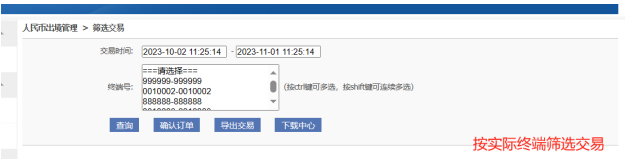 人民币出境管理 > 筛选交易
交易时间: 2023-10-02 11:25:14 - 2023-11-01 11:25:14
===请选择===
999999-999999
终端号: 0010002-0010002 (按ctrl键可多选，按shift键可连续多选)
888888-888888
查询 确认订单 导出交易 下载中心
按实际终端筛选交易